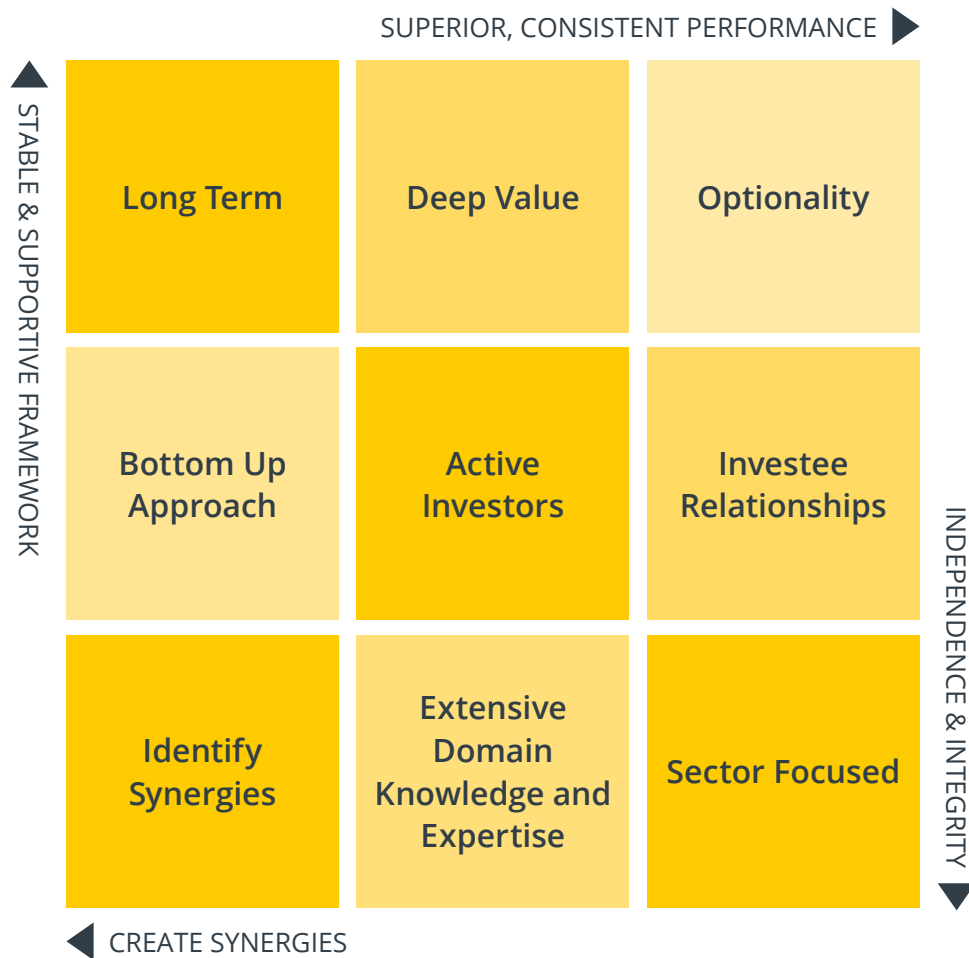 SUPERIOR, CONSISTENT PERFORMANCE
STABLE & SUPPORTIVE FRAMEWORK
Long Term
Deep Value
Optionality
Bottom Up
Approach
Active
Investors
Investee
Relationships
INDEPENDENCE & INTEGRITY
Identify
Synergies
Extensive
Domain
Knowledge and
Expertise
Sector Focused
CREATE SYNERGIES